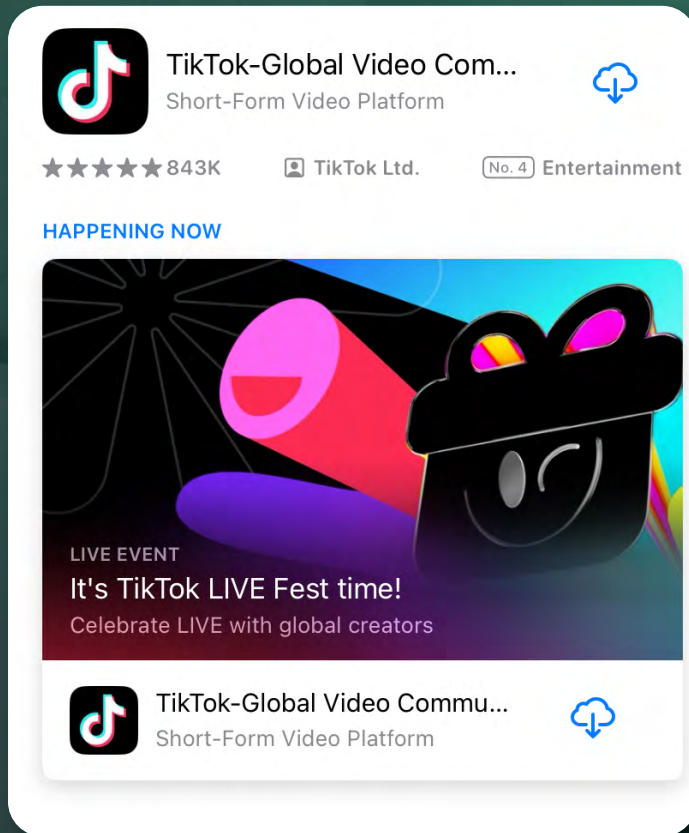 TikTok-Global Video Com...
Short-Form Video Platform
843K
TikTok Ltd.
No. 4 Entertainment
HAPPENING NOW
LIVE EVENT
It's TikTok LIVE Fest time!
Celebrate LIVE with global creators
TikTok-Global Video Commu...
Short-Form Video Platform